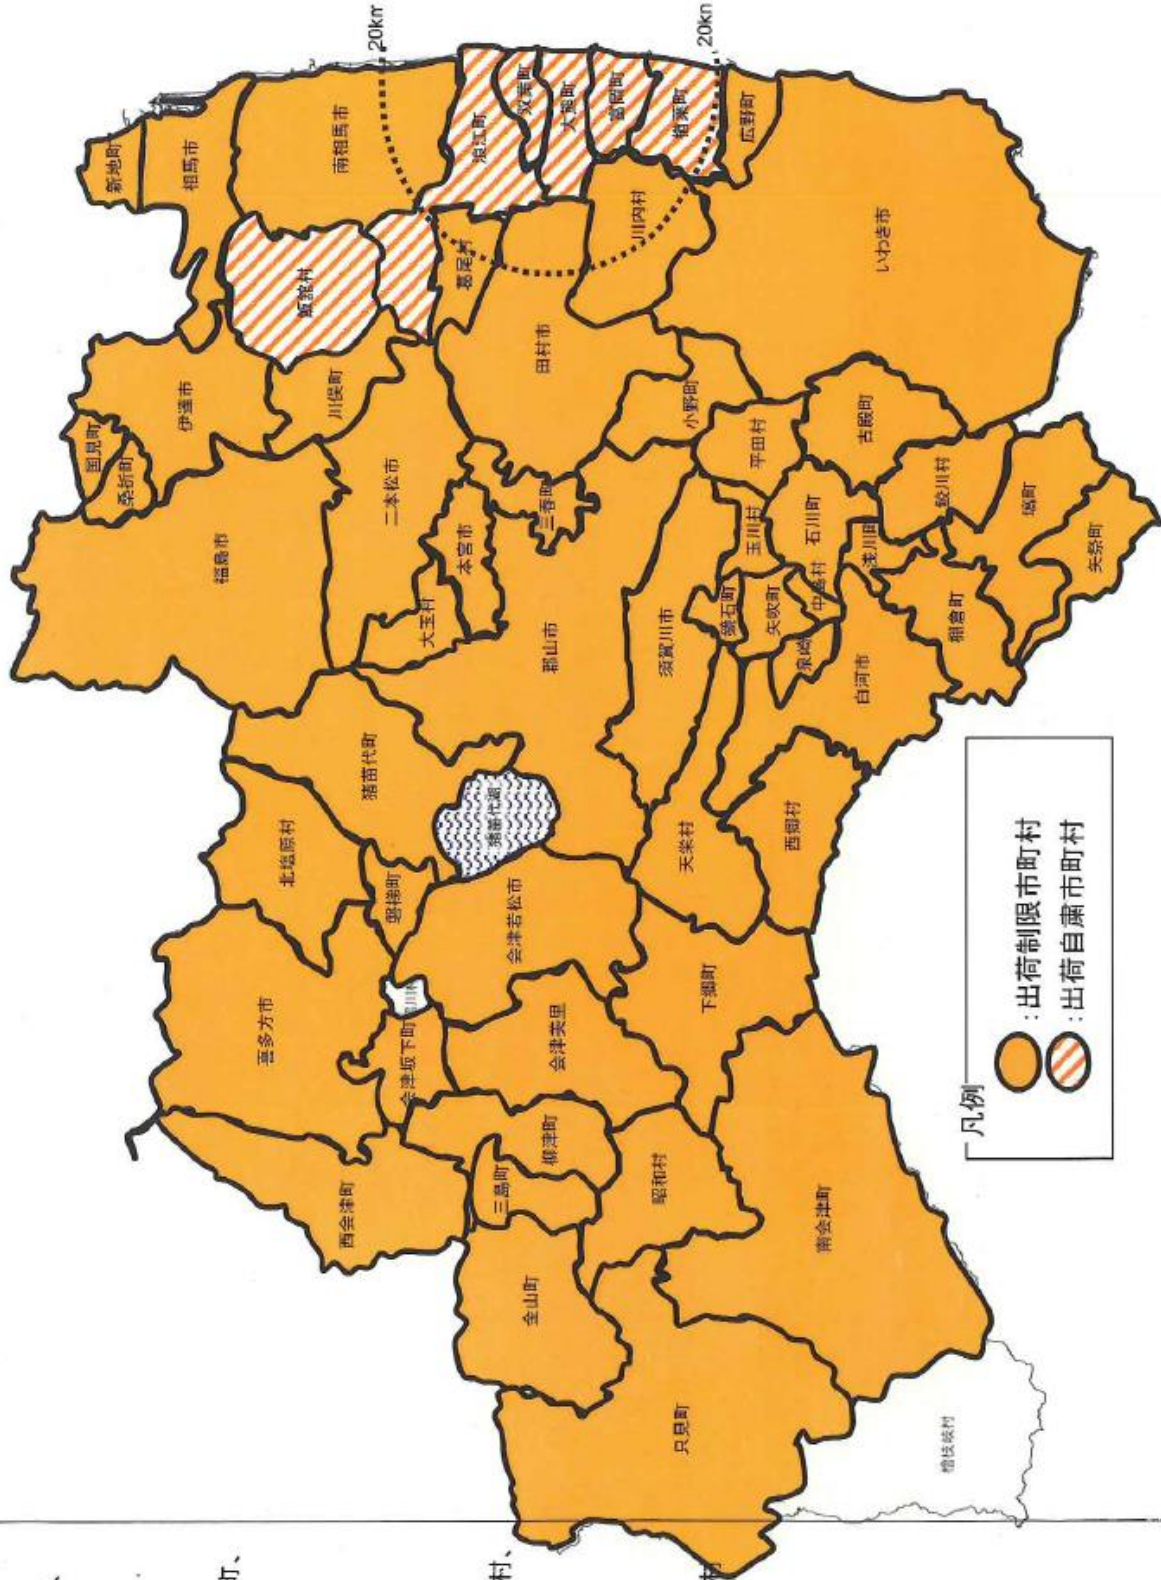 新地町
相馬市
南相馬市
20km
飯舘村
浪江町
双葉町
大熊町
富岡町
楢葉町
20km
広野町
葛尾村
川内村
いわき市
国見町
桑折町
伊達市
川俣町
田村市
小野町
平田村
古殿町
福島市
二本松市
本宮市
三春町
大玉村
郡山市
須賀川市
玉川村
石川町
浅川町
鮫川村
塙町
矢祭町
鏡石町
矢吹町
中島村
泉崎
白河市
棚倉町
猪苗代町
猪苗代湖
北塩原村
磐梯町
会津若松市
天栄村
西郷村
喜多方市
湯川村
会津坂下町
会津美里
下郷町
西会津町
柳津町
三島町
昭和村
金山町
南会津町
只見町
檜枝岐村
凡例
:出荷制限市町村
:出荷自粛市町村
村、
村